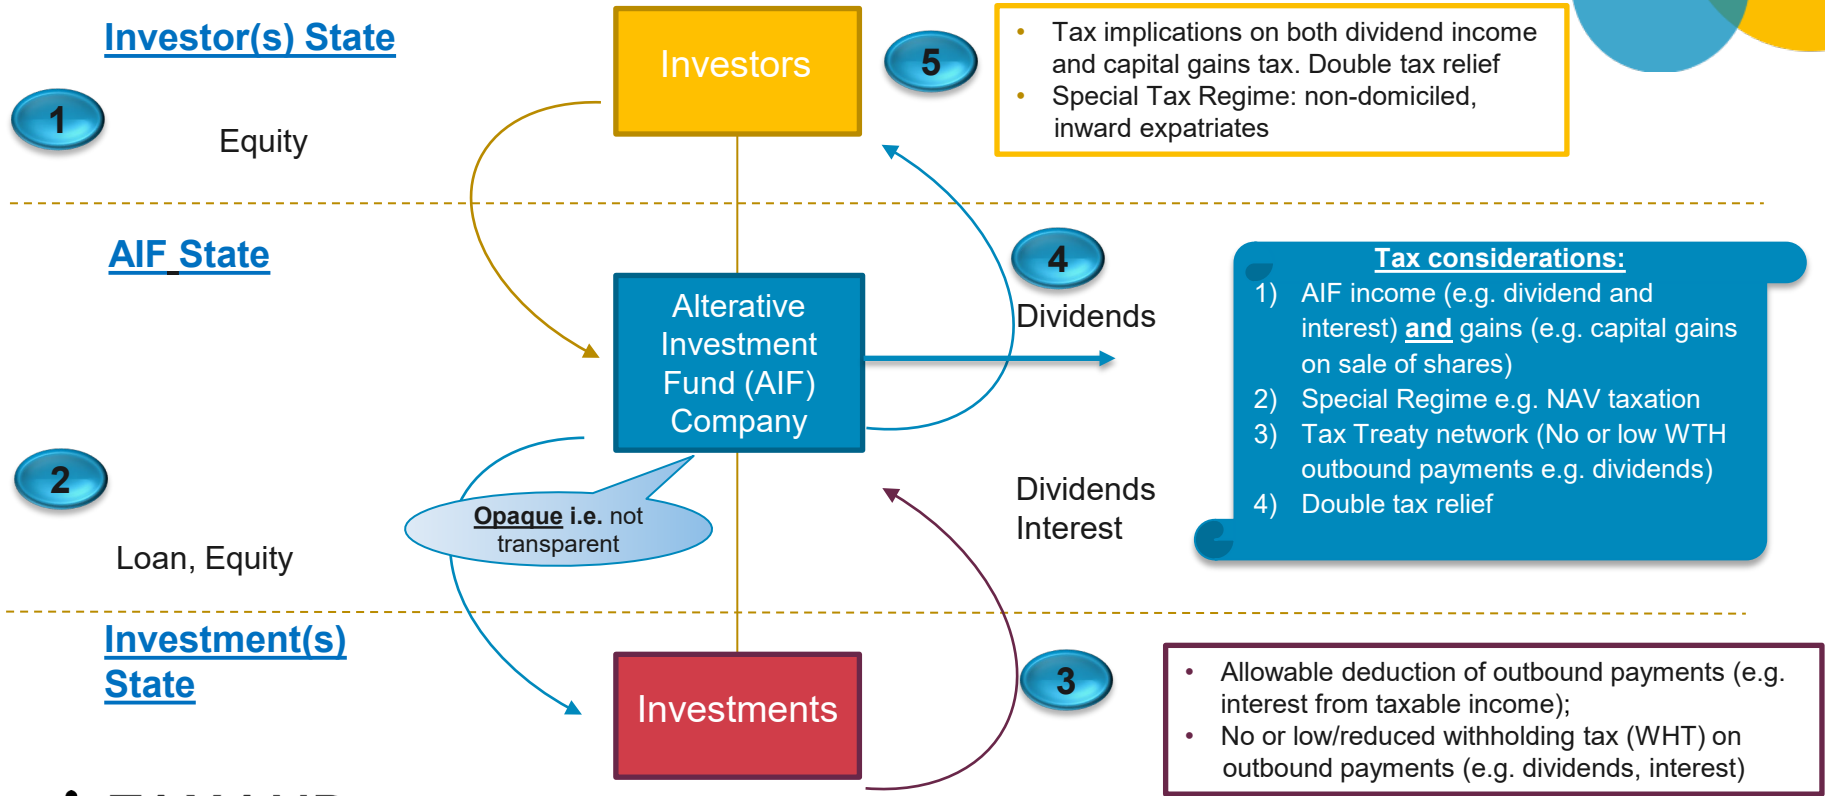 Investor(s) State
1
Equity
Investors
5
• Tax implications on both dividend income
and capital gains tax. Double tax relief
• Special Tax Regime: non-domiciled,
inward expatriates
AIF State
Alterative
Investment
Fund (AIF)
Company
4
Dividends
Tax considerations:
1) AIF income (e.g. dividend and
interest) and gains (e.g. capital gains
on sale of shares)
2) Special Regime e.g. NAV taxation
3) Tax Treaty network (No or low WTH
outbound payments e.g. dividends)
4) Double tax relief
2
Loan, Equity
Opaque i.e. not
transparent
Dividends
Interest
Investment(s)
State
Investments
3
• Allowable deduction of outbound payments (e.g.
interest from taxable income);
• No or low/reduced withholding tax (WHT) on
outbound payments (e.g. dividends, interest)